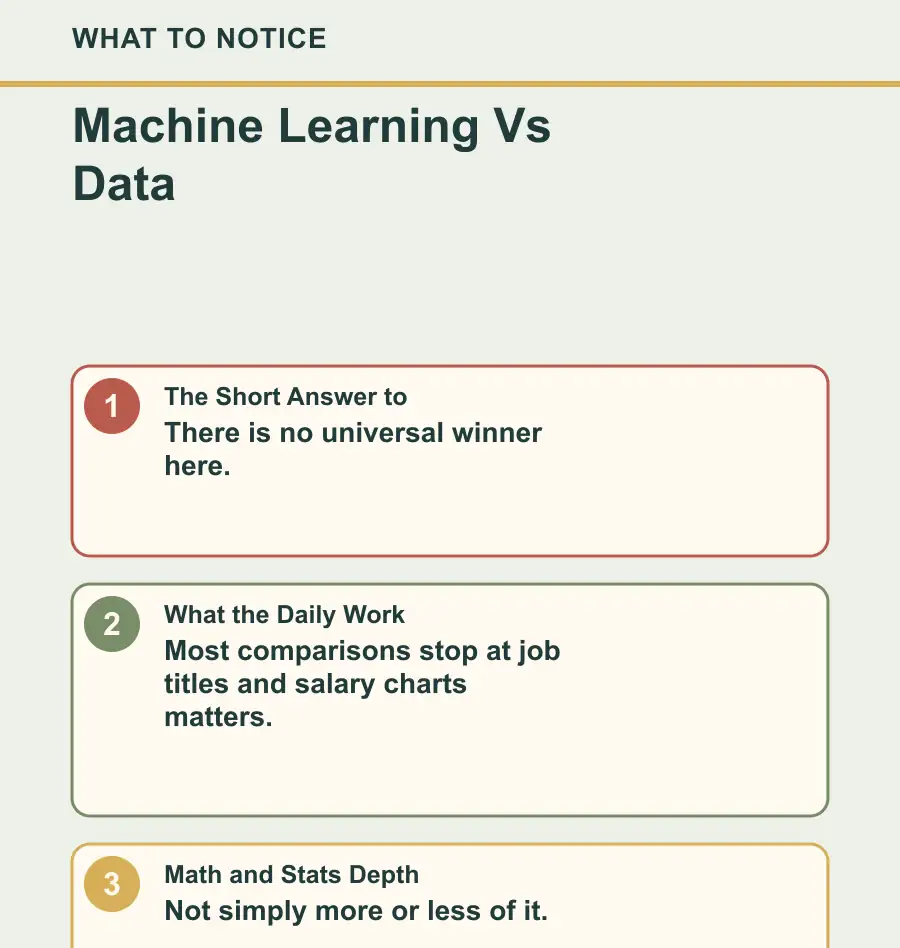 WHAT TO NOTICE
Machine Learning Vs
Data
1
The Short Answer to
There is no universal winner
here.
2
What the Daily Work
Most comparisons stop at job
titles and salary charts
matters.
3
Math and Stats Depth
Not simply more or less of it.